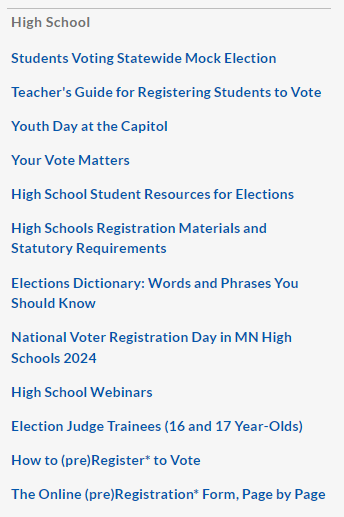 High School
Students Voting Statewide Mock Election
Teacher's Guide for Registering Students to Vote
Youth Day at the Capitol
Your Vote Matters
High School Student Resources for Elections
High Schools Registration Materials and
Statutory Requirements
Elections Dictionary: Words and Phrases You
Should Know
National Voter Registration Day in MN High
Schools 2024
High School Webinars
Election Judge Trainees (16 and 17 Year-Olds)
How to (pre)Register* to Vote
The Online (pre)Registration* Form, Page by Page